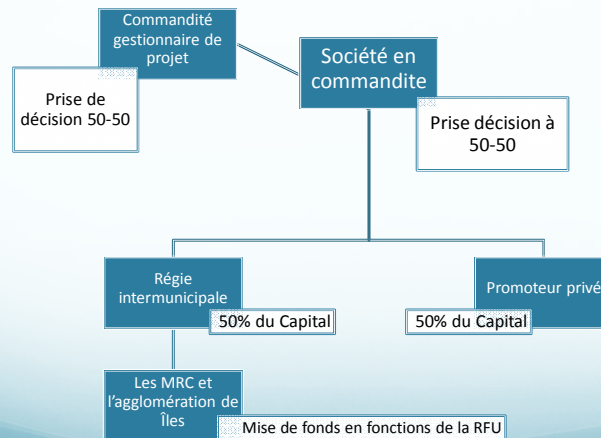 Commandité
gestionnaire de
projet
Prise de
décision 50-50
Société en
commandite
Prise décision à
50-50
Régie
intermunicipale
50% du Capital
Promoteur privé
50% du Capital
Les MRC et
l'agglomération de
Îles
Mise de fonds en fonctions de la RFU